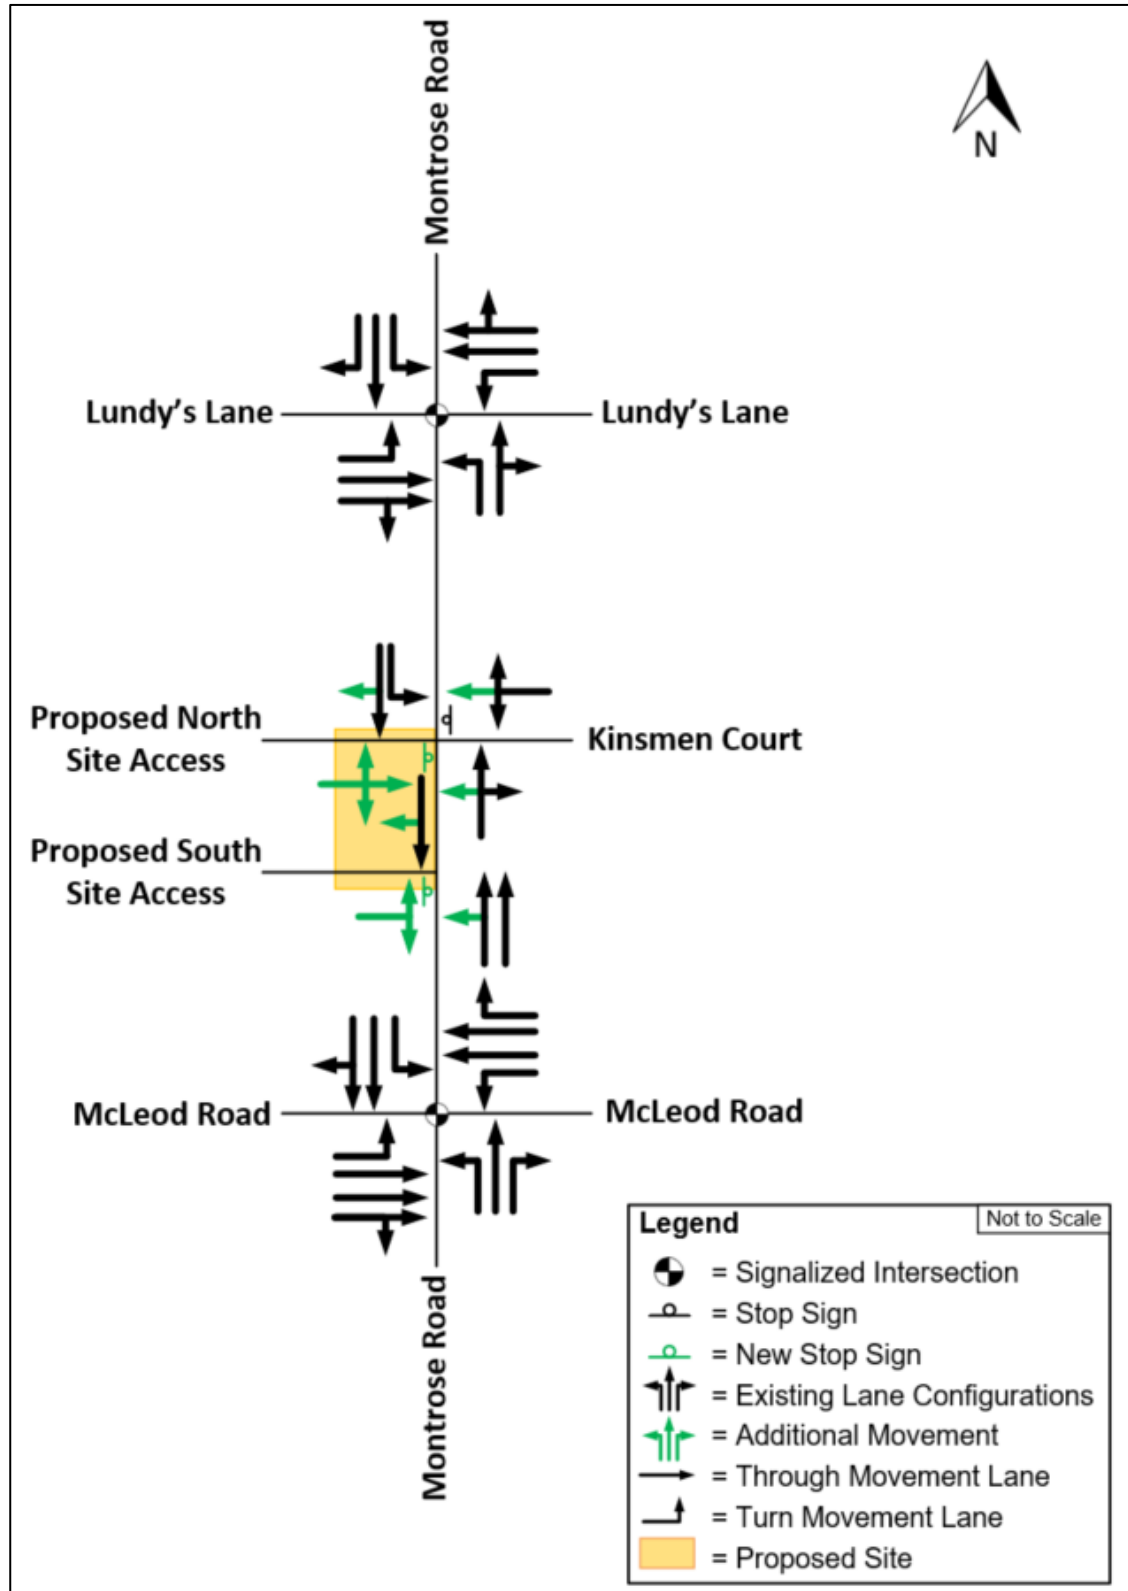 Montrose Road
N
Lundy's Lane
Lundy's Lane
Proposed North
Site Access
Kinsmen Court
Proposed South
Site Access
McLeod Road
McLeod Road
Montrose Road
Legend
Not to Scale
= Signalized Intersection
= Stop Sign
= New Stop Sign
= Existing Lane Configurations
= Additional Movement
= Through Movement Lane
= Turn Movement Lane
= Proposed Site